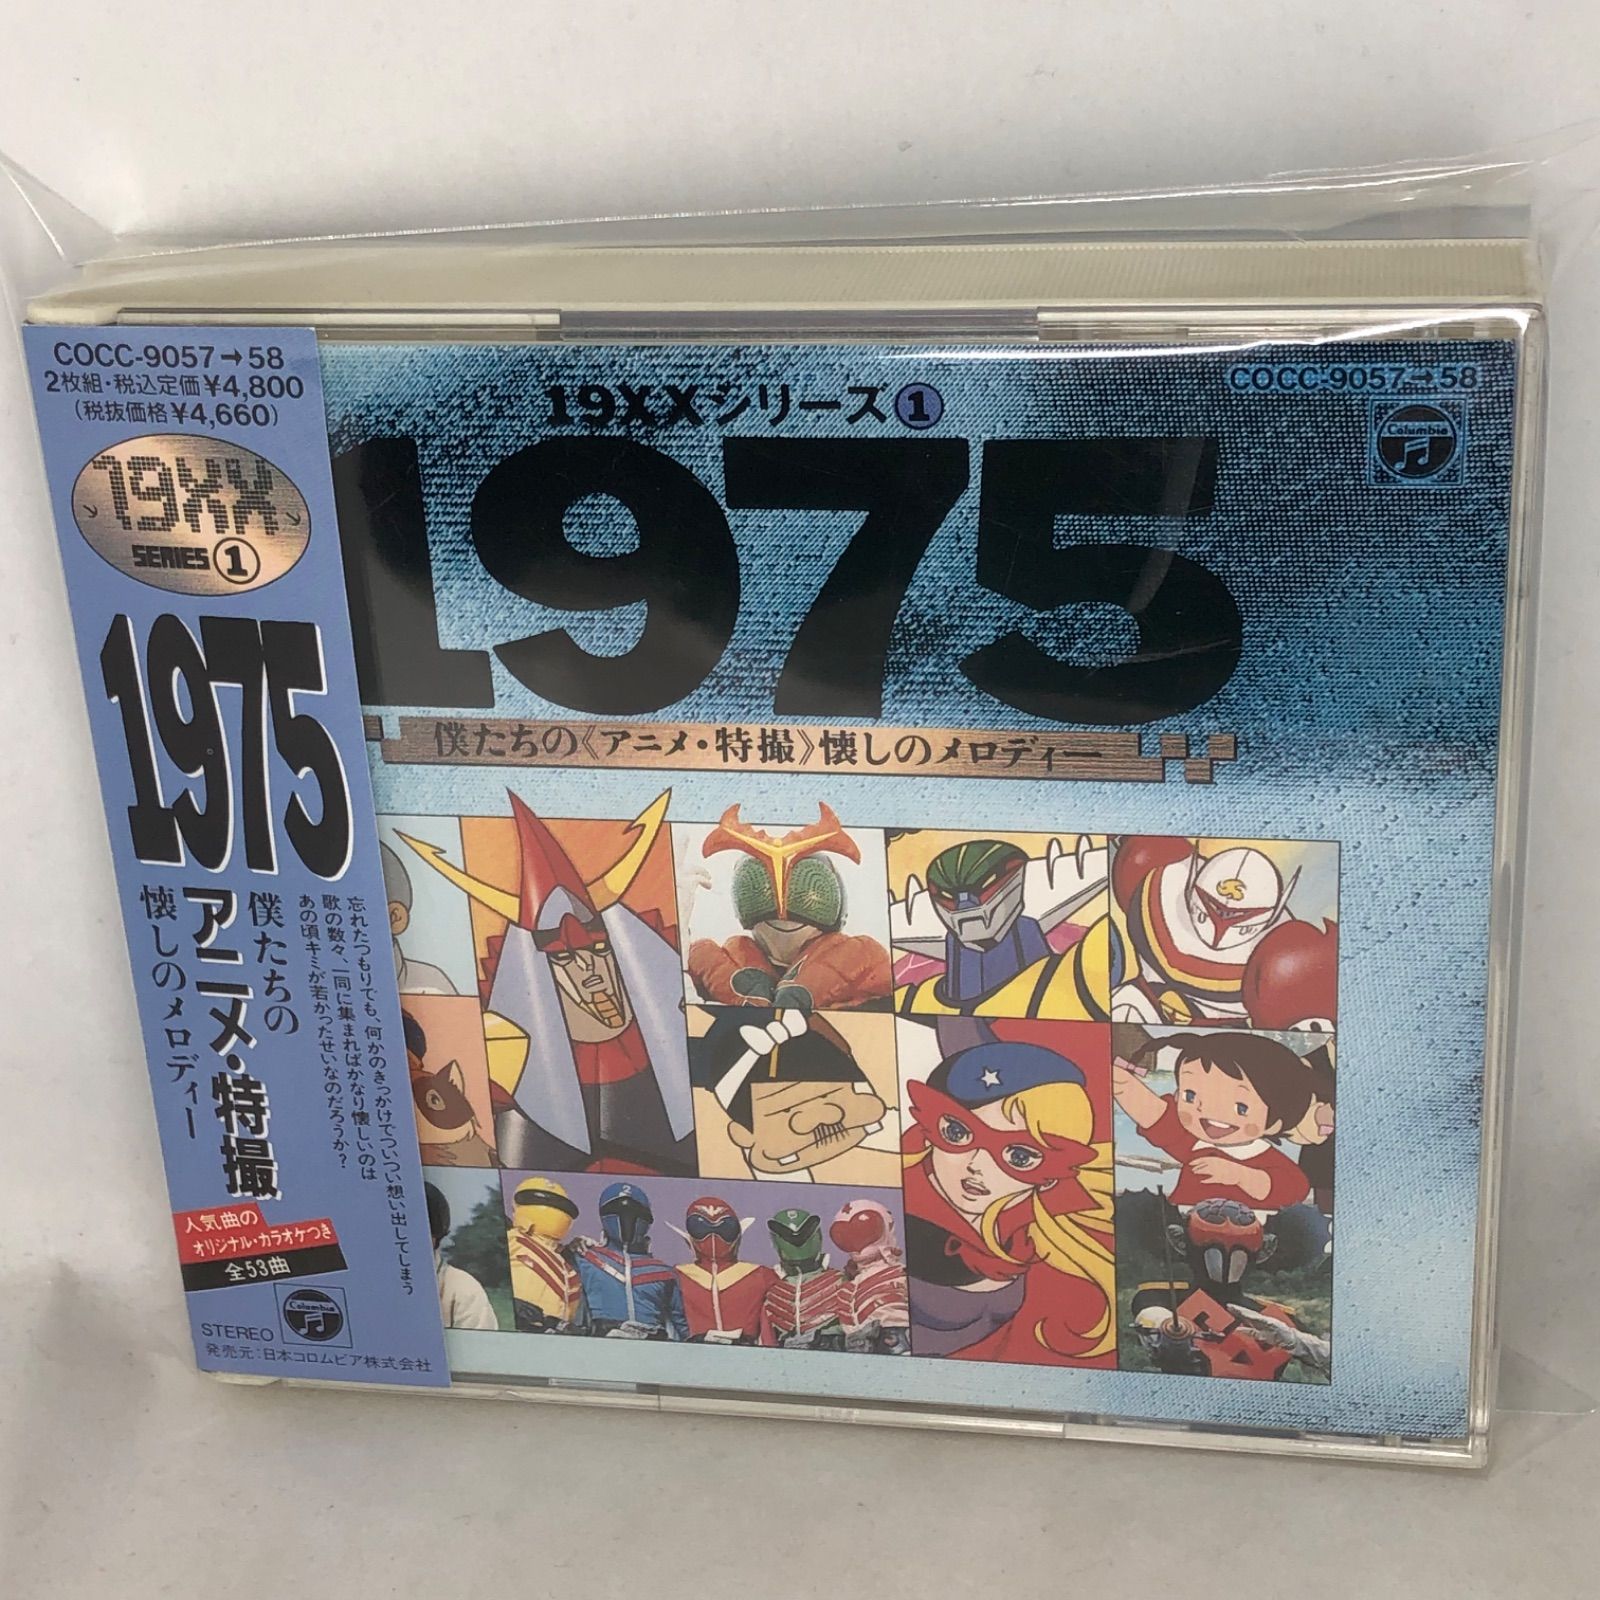 COCC-9057→58
2枚組・税込定価¥4,800
(税抜価格¥4,660)
19XX
SERIES①
1975
僕たちの
アニメ・特撮
懐しのメロディー
忘れたつもりでも、何かのきっかけでついつい想い出してしまう
歌の数々、一同に集まればかなり懐しいのは
あの頃キミが若かったせいなのだろうか?
人気曲の
オリジナル・カラオケつき
全53曲
STEREO
Columbia
発売元:日本コロムビア株式会社
19XXシリーズ①
COCC-9057→58
Columbia
1975
僕たちの《アニメ・特撮》懐しのメロディー
2